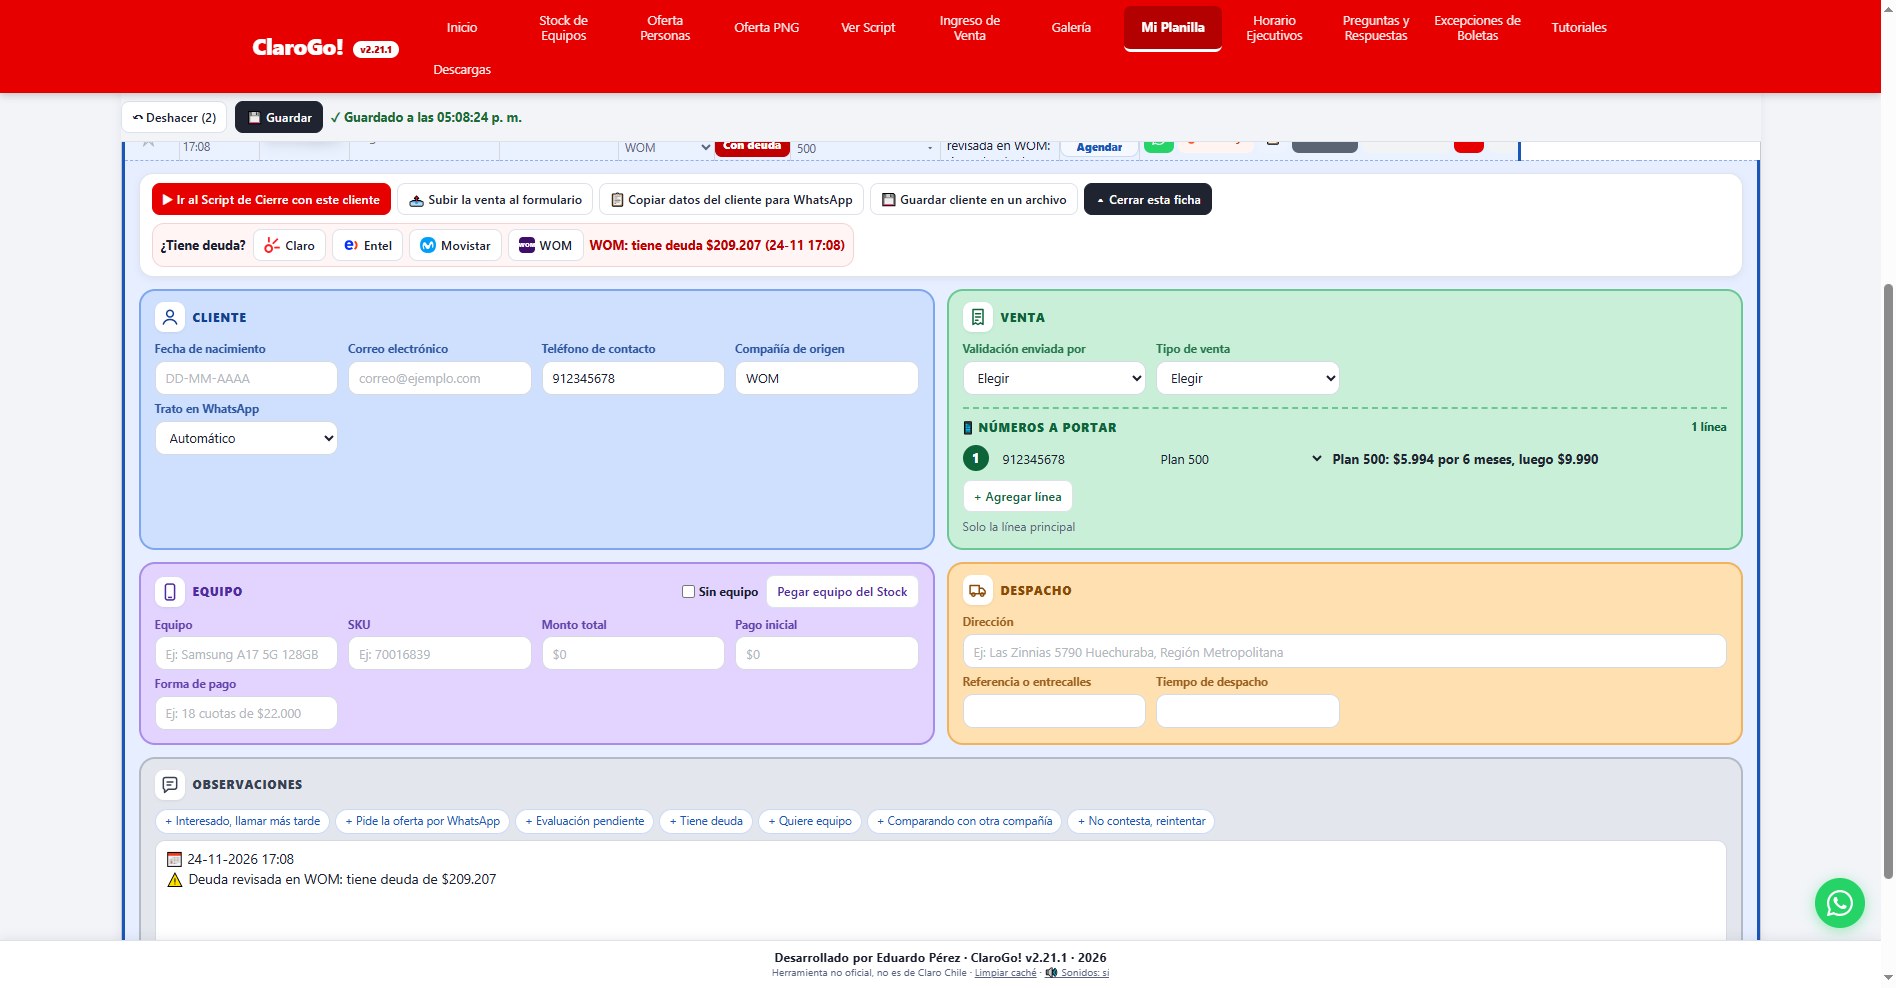 ClaroGo! v2.21.1
Inicio
Stock de Equipos
Oferta Personas
Oferta PNG
Ver Script
Ingreso de Venta
Galería
Mi Planilla
Horario Ejecutivos
Preguntas y Respuestas
Excepciones de Boletas
Tutoriales
Descargas
Deshacer (2)
Guardar
✓ Guardado a las 05:08:24 p. m.
17:08
WOM
Con deuda
500
revisada en WOM:
Agendar
Ir al Script de Cierre con este cliente
Subir la venta al formulario
Copiar datos del cliente para WhatsApp
Guardar cliente en un archivo
Cerrar esta ficha
¿Tiene deuda? Claro Entel Movistar WOM WOM: tiene deuda $209.207 (24-11 17:08)
CLIENTE
Fecha de nacimiento
DD-MM-AAAA
Correo electrónico
correo@ejemplo.com
Teléfono de contacto
912345678
Compañía de origen
WOM
Trato en WhatsApp
Automático
VENTA
Validación enviada por
Elegir
Tipo de venta
Elegir
NÚMEROS A PORTAR 1 línea
1 912345678 Plan 500 Plan 500: $5.994 por 6 meses, luego $9.990
+ Agregar línea
Solo la línea principal
EQUIPO
Sin equipo
Pegar equipo del Stock
Equipo
Ej: Samsung A17 5G 128GB
SKU
Ej: 70016839
Monto total
$0
Pago inicial
$0
Forma de pago
Ej: 18 cuotas de $22.000
DESPACHO
Dirección
Ej: Las Zinnias 5790 Huechuraba, Región Metropolitana
Referencia o entrecalles
Tiempo de despacho
OBSERVACIONES
+ Interesado, llamar más tarde
+ Pide la oferta por WhatsApp
+ Evaluación pendiente
+ Tiene deuda
+ Quiere equipo
+ Comparando con otra compañía
+ No contesta, reintentar
24-11-2026 17:08
Deuda revisada en WOM: tiene deuda de $209.207
Desarrollado por Eduardo Pérez · ClaroGo! v2.21.1 · 2026
Herramienta no oficial, no es de Claro Chile · Limpiar caché · Sonidos: sí